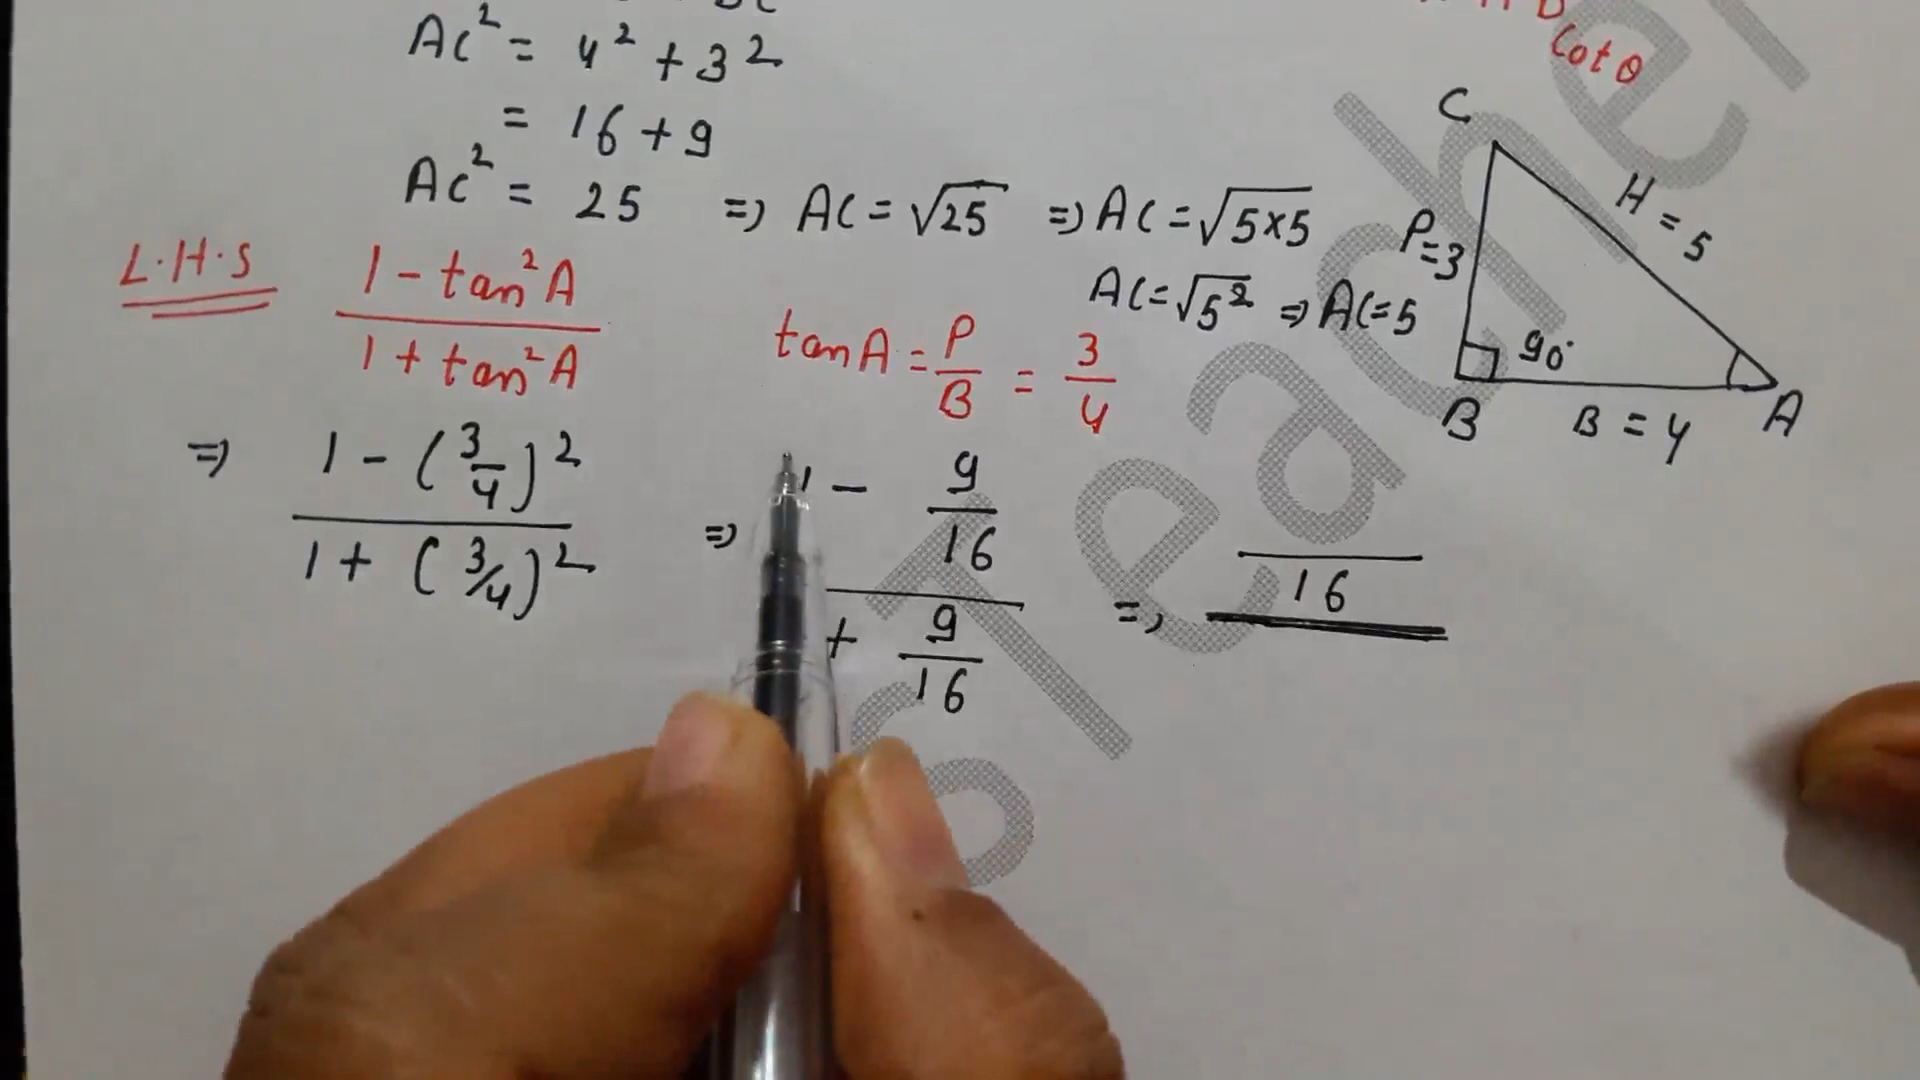 AC² = 4² + 3²
= 16 + 9
AC² = 25 => AC = √25 => AC = √5×5
AC = √5² => AC = 5
Cot θ
C
P = 3
H = 5
90°
B
B = 4
A
L.H.S
1 - tan²A
1 + tan²A
tan A = P/B = 3/4
=> 1 - (3/4)²
1 + (3/4)²
=> 1 - 9/16
+ 9/16
=> 
16
Teacher